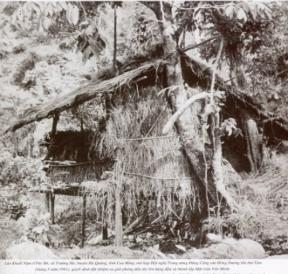 Lán Khuổi Nậm ở Pác Bó, xã Trường Hà, huyện Hà Quảng, tỉnh Cao Bằng, nơi họp Hội nghị Trung ương Đảng Cộng sản Đông Dương lần thứ Tám
(tháng 5 năm 1941), quyết định đặt nhiệm vụ giải phóng dân tộc lên hàng đầu và thành lập Mặt trận Việt Minh